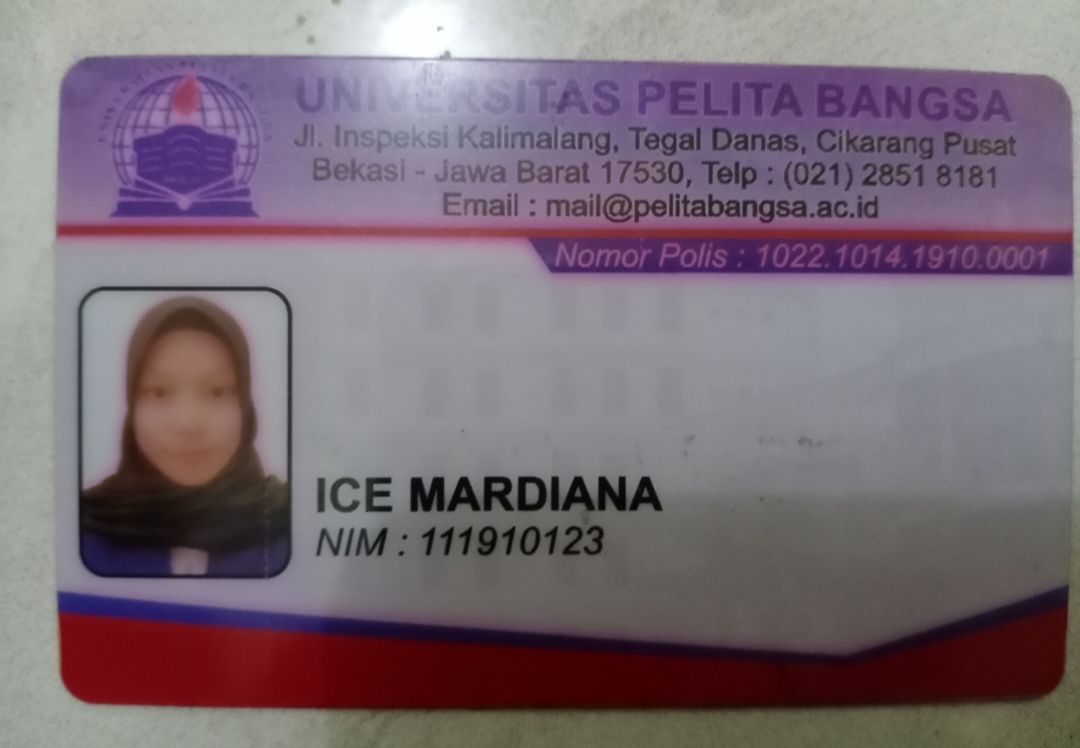 UNIVERSITAS PELITA BANGSA
Jl. Inspeksi Kalimalang, Tegal Danas, Cikarang Pusat
Bekasi - Jawa Barat 17530, Telp : (021) 2851 8181
Email : mail@pelitabangsa.ac.id
Nomor Polis : 1022.1014.1910.0001
ICE MARDIANA
NIM : 111910123